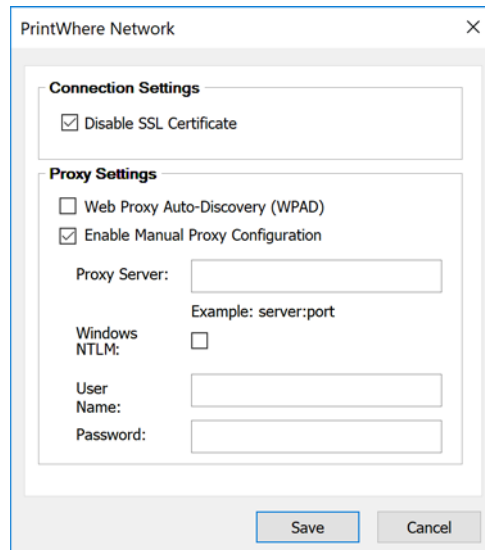 PrintWhere Network
Connection Settings
Disable SSL Certificate
Proxy Settings
Web Proxy Auto-Discovery (WPAD)
Enable Manual Proxy Configuration
Proxy Server:
Example: server:port
Windows
NTLM:
User
Name:
Password:
Save Cancel